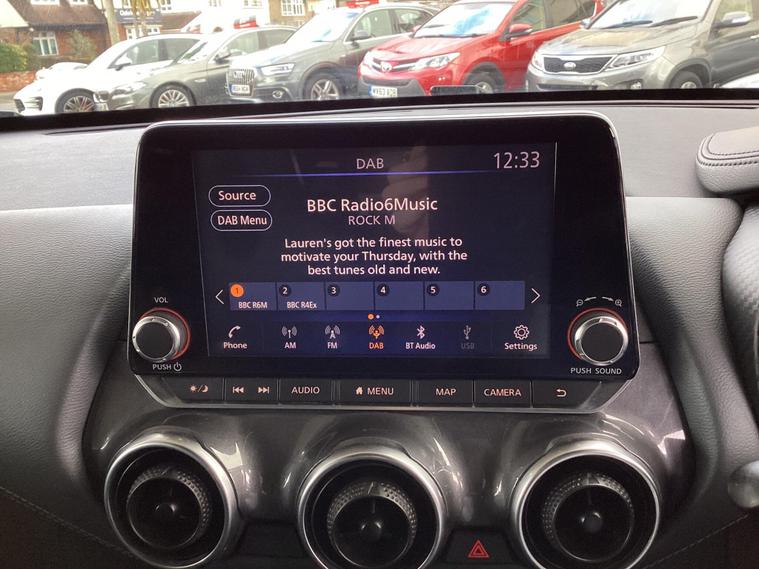 DAB
12:33
Source
BBC Radio6Music
DAB Menu
ROCK M
Lauren's got the finest music to
motivate your Thursday, with the
best tunes old and new.
1 2 3 4 5 6
BBC R6M BBC R4Ex
Phone AM FM DAB BT Audio USB Settings
VOL
PUSH
PUSH SOUND
AUDIO MENU MAP CAMERA